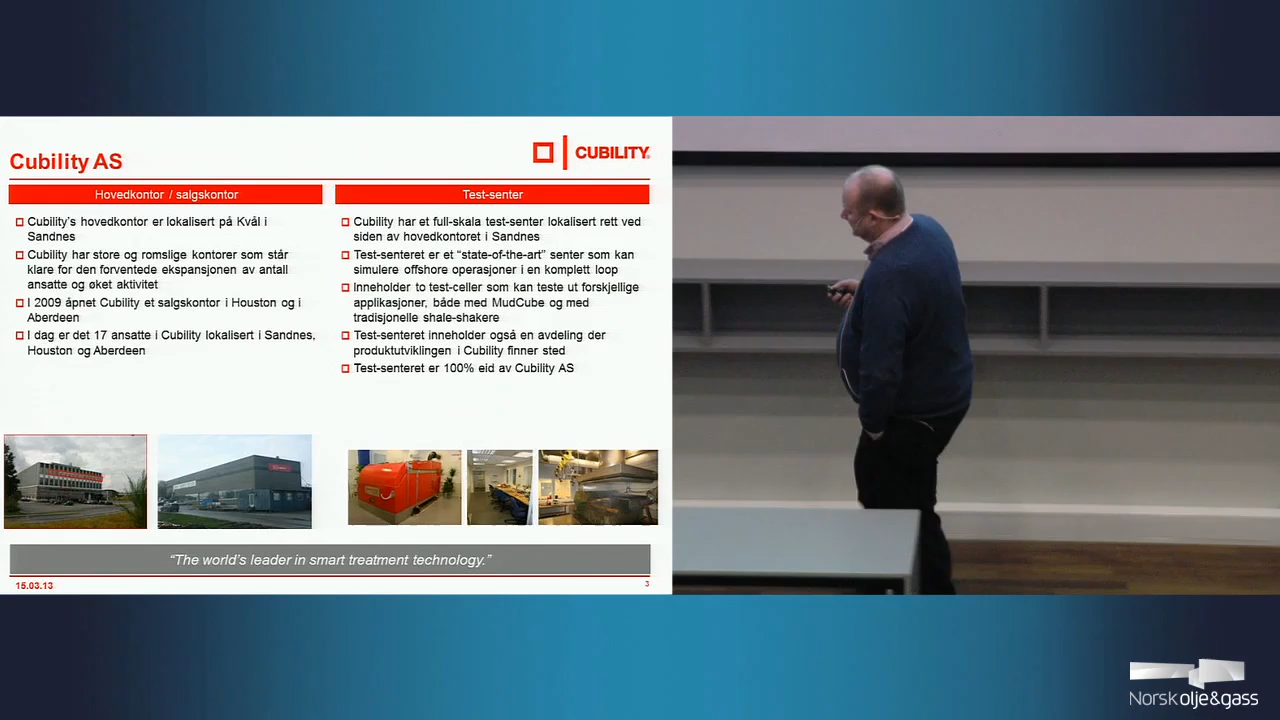 Cubility AS
CUBILITY
Hovedkontor / salgskontor
Cubility's hovedkontor er lokalisert på Kvål i
Sandnes
Cubility har store og romslige kontorer som står
klare for den forventede ekspansjonen av antall
ansatte og øket aktivitet
I 2009 åpnet Cubility et salgskontor i Houston og i
Aberdeen
I dag er det 17 ansatte i Cubility lokalisert i Sandnes,
Houston og Aberdeen
Test-senter
Cubility har et full-skala test-senter lokalisert rett ved
siden av hovedkontoret i Sandnes
Test-senteret er et “state-of-the-art” senter som kan
simulere offshore operasjoner i en komplett loop
Inneholder to test-celler som kan teste ut forskjellige
applikasjoner, både med MudCube og med
tradisjonelle shale-shakere
Test-senteret inneholder også en avdeling der
produktutviklingen i Cubility finner sted
Test-senteret er 100% eid av Cubility AS
“The world's leader in smart treatment technology.”
15.03.13
3
Norsk olje&gass